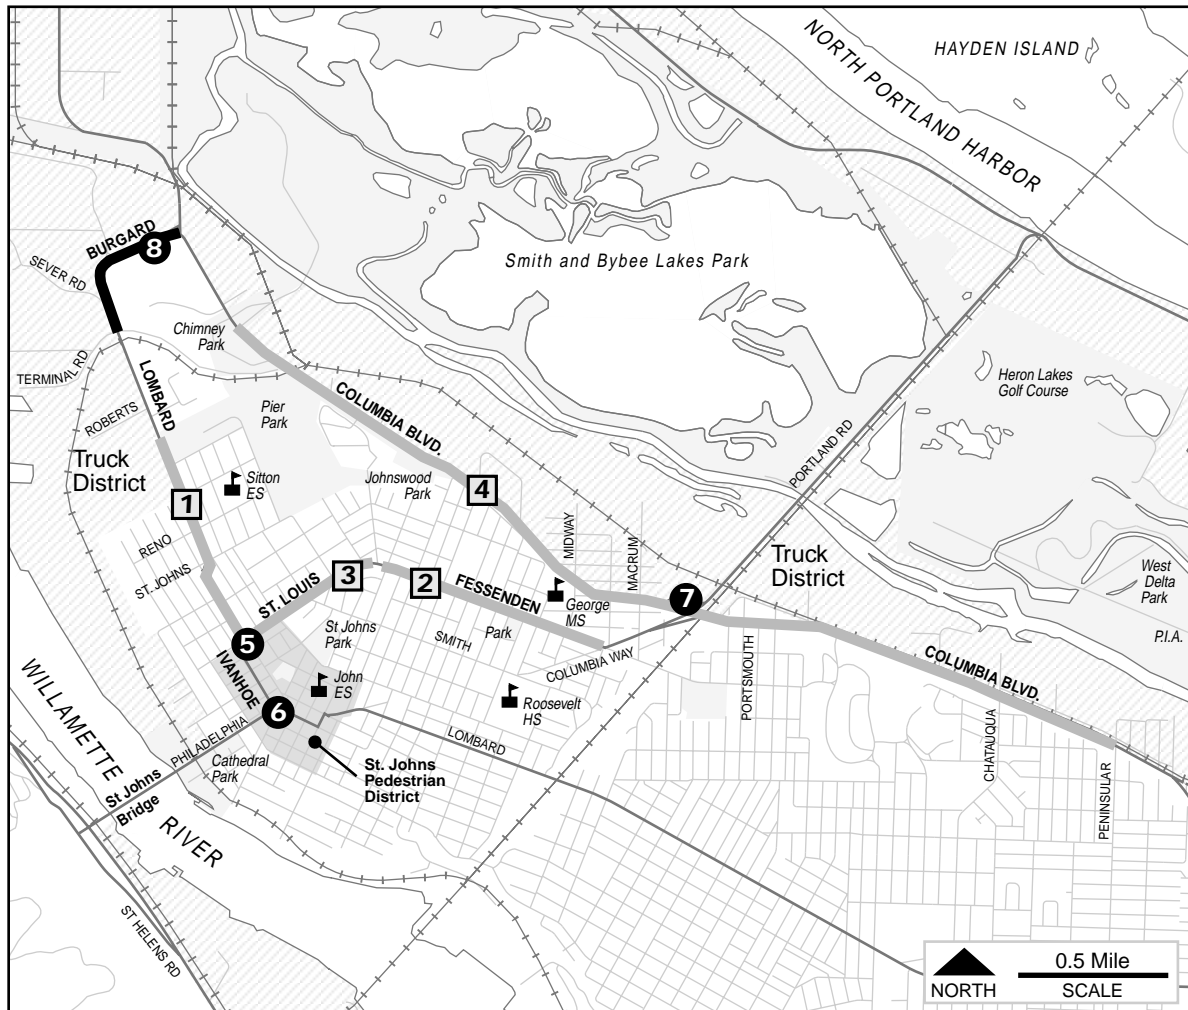 HAYDEN ISLAND
NORTH PORTLAND HARBOR
BURGARD
8
SEVER RD
Smith and Bybee Lakes Park
Chimney
Park
TERMINAL RD
LOMBARD
ROBERTS
Pier
Park
COLUMBIA BLVD.
Heron Lakes
Golf Course
PORTLAND RD
Truck
District
Sitton
ES
1
Johnswood
Park
4
RENO
ST. JOHNS
MIDWAY
MACRUM
Truck
District
West
Delta
Park
P.I.A.
ST. LOUIS
3
2
FESSENDEN
George
MS
7
5
St Johns
Park
SMITH
Park
COLUMBIA WAY
PORTSMOUTH
COLUMBIA BLVD.
IVANHOE
John
ES
Roosevelt
HS
6
PHILADELPHIA
LOMBARD
CHATAUQUA
PENINSULAR
Cathedral
Park
St. Johns
Pedestrian
District
St Johns
Bridge
WILLAMETTE
RIVER
ST HELENS RD
NORTH
0.5 Mile
SCALE